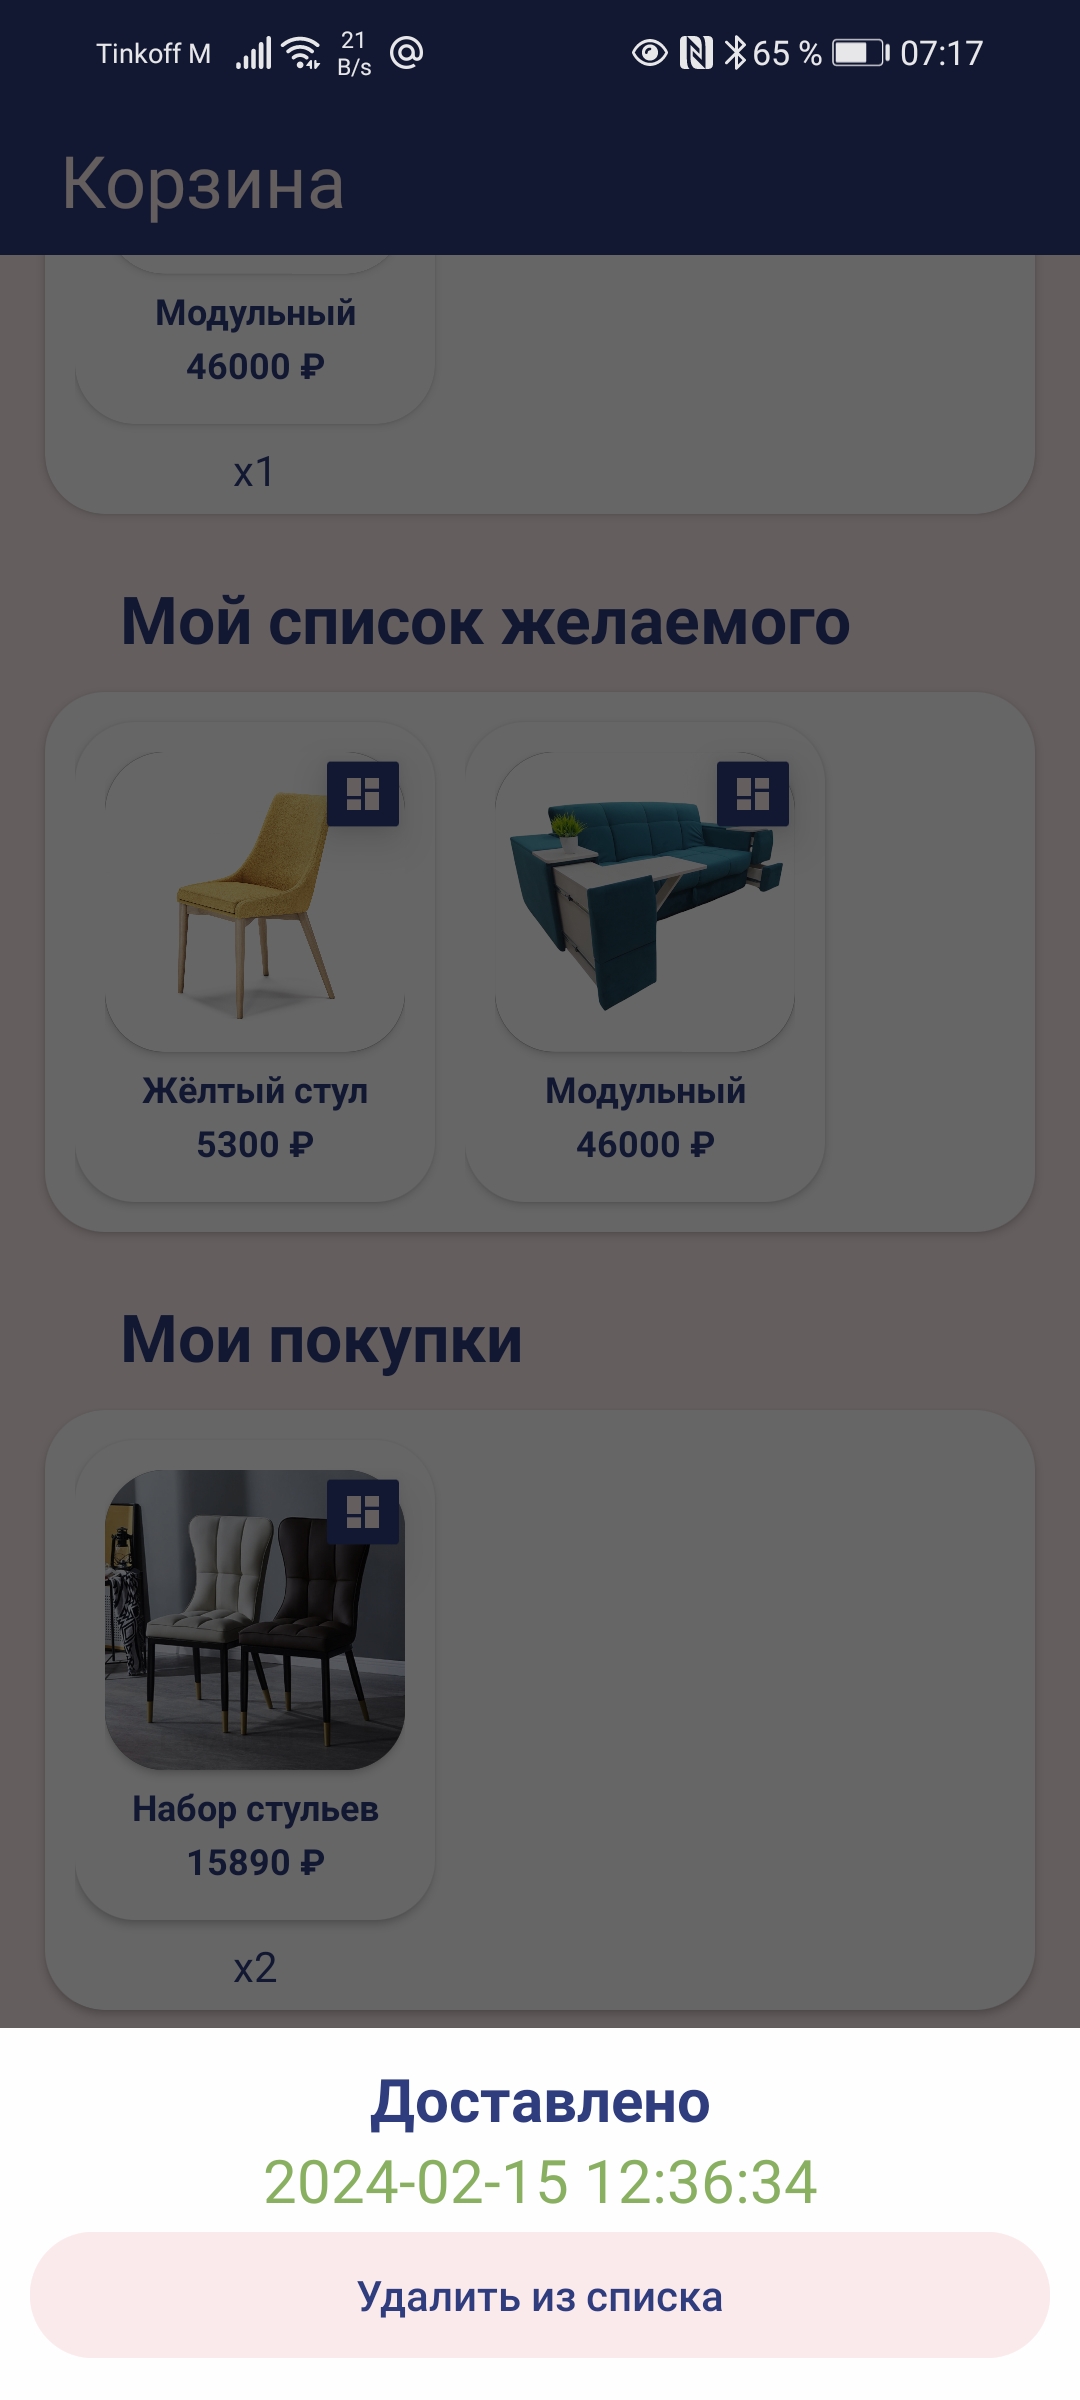 Tinkoff M 21 B/s 65 % 07:17
Корзина
Модульный
46000 ₽
x1
Мой список желаемого
Жёлтый стул
5300 ₽
Модульный
46000 ₽
Мои покупки
Набор стульев
15890 ₽
x2
Доставлено
2024-02-15 12:36:34
Удалить из списка